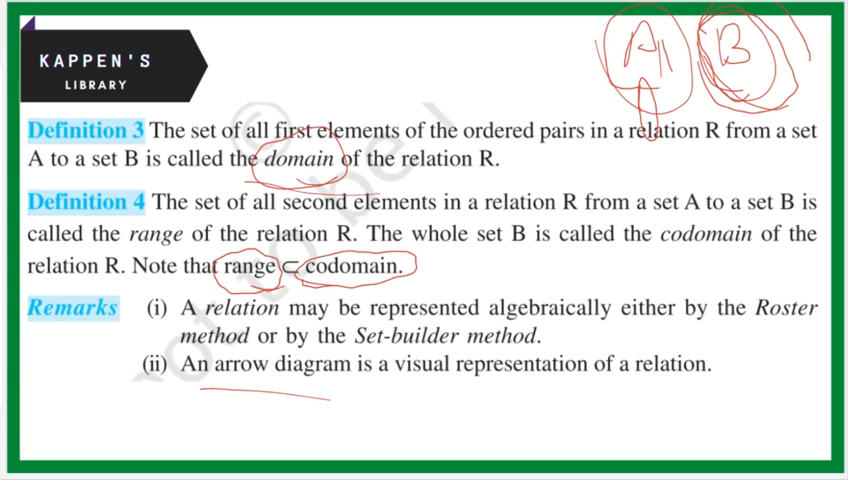 KAPPEN'S
LIBRARY
A B
Definition 3 The set of all first elements of the ordered pairs in a relation R from a set
A to a set B is called the domain of the relation R.
Definition 4 The set of all second elements in a relation R from a set A to a set B is
called the range of the relation R. The whole set B is called the codomain of the
relation R. Note that range ⊂ codomain.
Remarks (i) A relation may be represented algebraically either by the Roster
method or by the Set-builder method.
(ii) An arrow diagram is a visual representation of a relation.
©
not to be